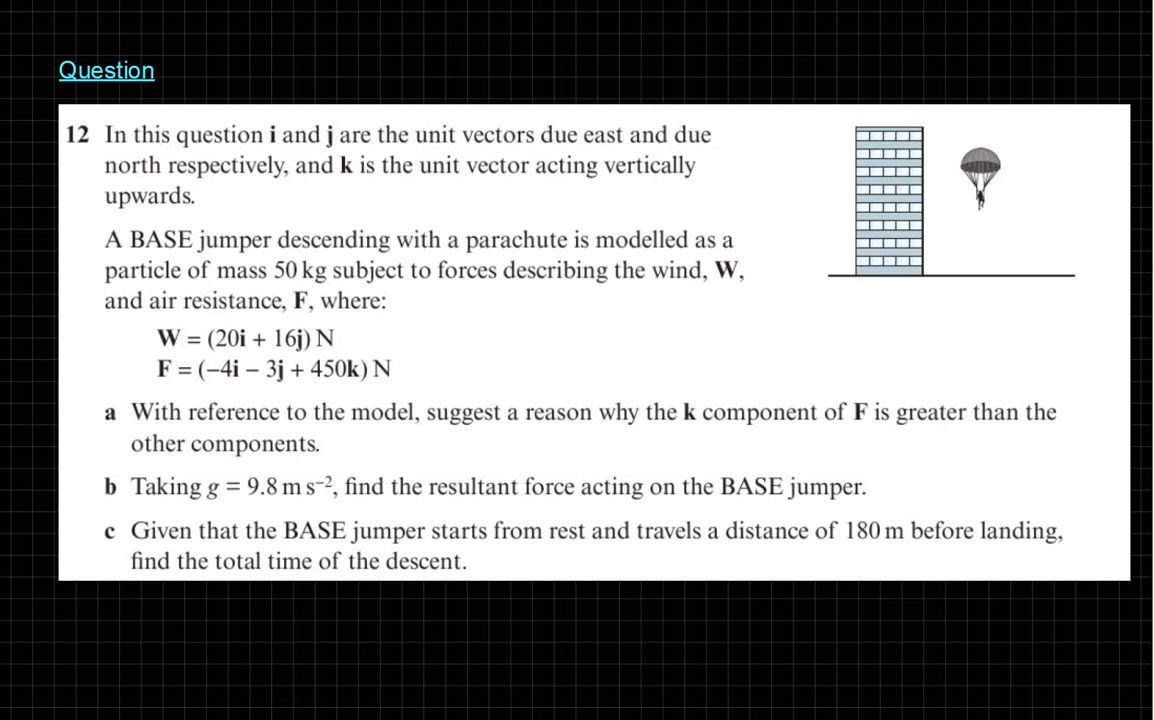 Question
12 In this question i and j are the unit vectors due east and due
north respectively, and k is the unit vector acting vertically
upwards.
A BASE jumper descending with a parachute is modelled as a
particle of mass 50 kg subject to forces describing the wind, W,
and air resistance, F, where:
W = (20i + 16j) N
F = (−4i − 3j + 450k) N
a With reference to the model, suggest a reason why the k component of F is greater than the
other components.
b Taking g = 9.8 m s⁻², find the resultant force acting on the BASE jumper.
c Given that the BASE jumper starts from rest and travels a distance of 180 m before landing,
find the total time of the descent.